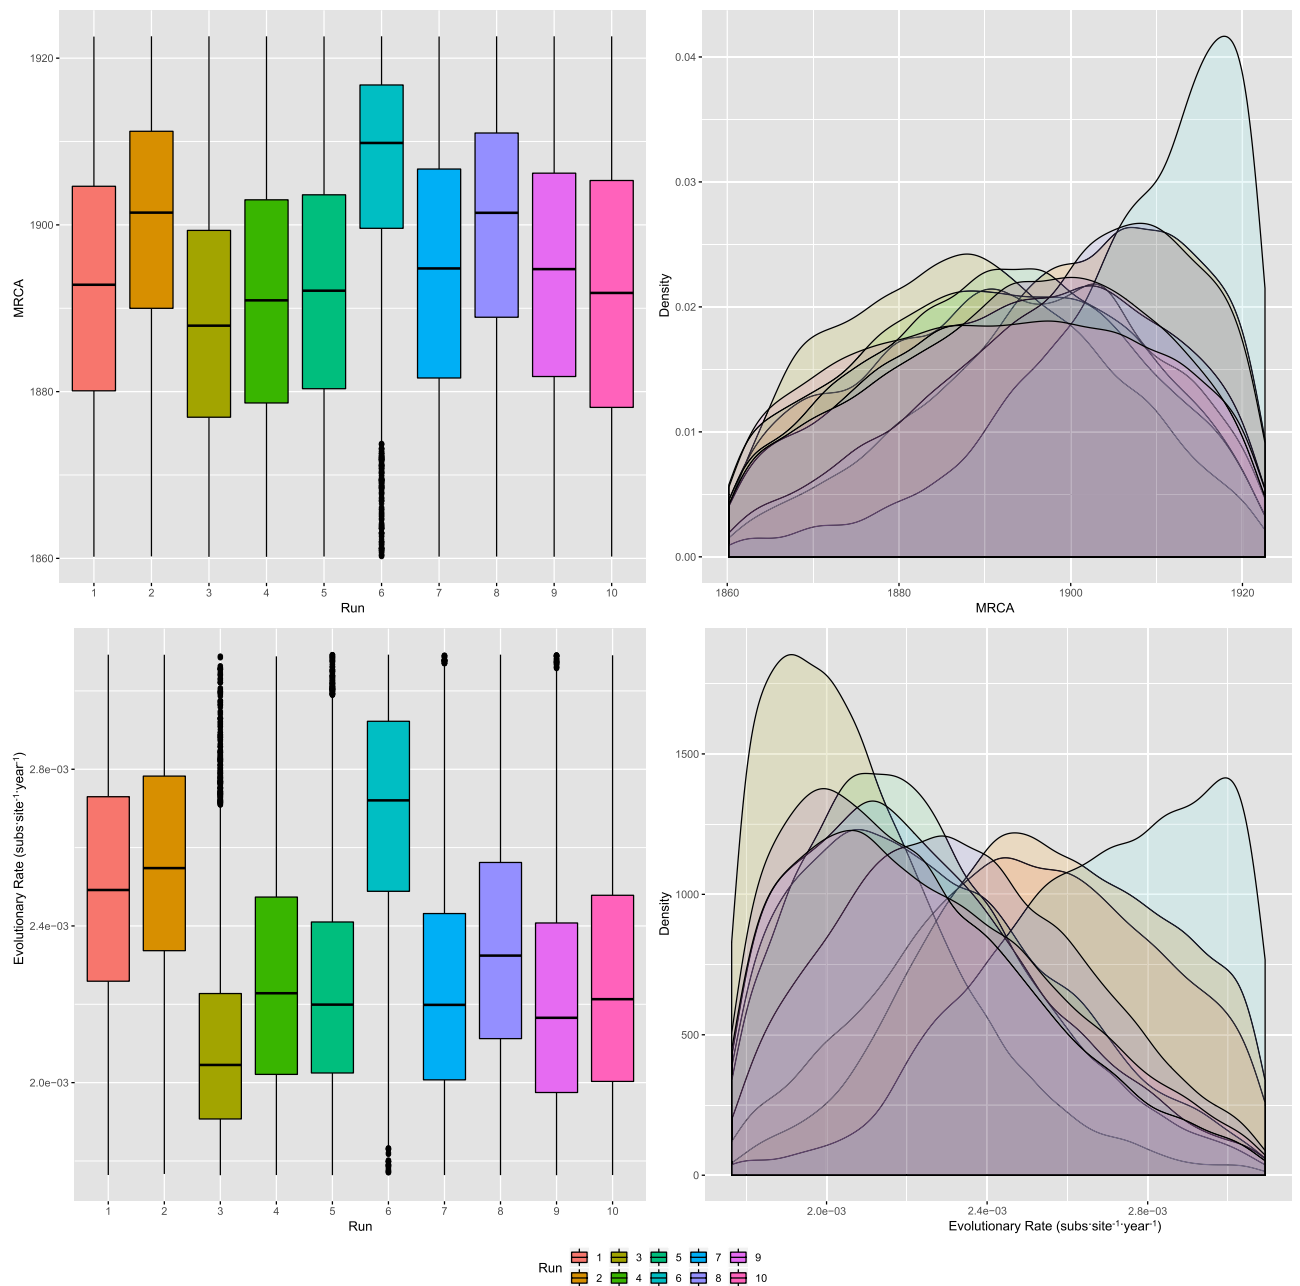 1920
1900
1880
1860
MRCA
1 2 3 4 5 6 7 8 9 10
Run
0.04
0.03
0.02
0.01
0.00
Density
1860 1880 1900 1920
MRCA
2.8e−03
2.4e−03
2.0e−03
Evolutionary Rate (subs·site⁻¹·year⁻¹)
1 2 3 4 5 6 7 8 9 10
Run
1500
1000
500
0
Density
2.0e−03 2.4e−03 2.8e−03
Evolutionary Rate (subs·site⁻¹·year⁻¹)
Run
1 3 5 7 9
2 4 6 8 10